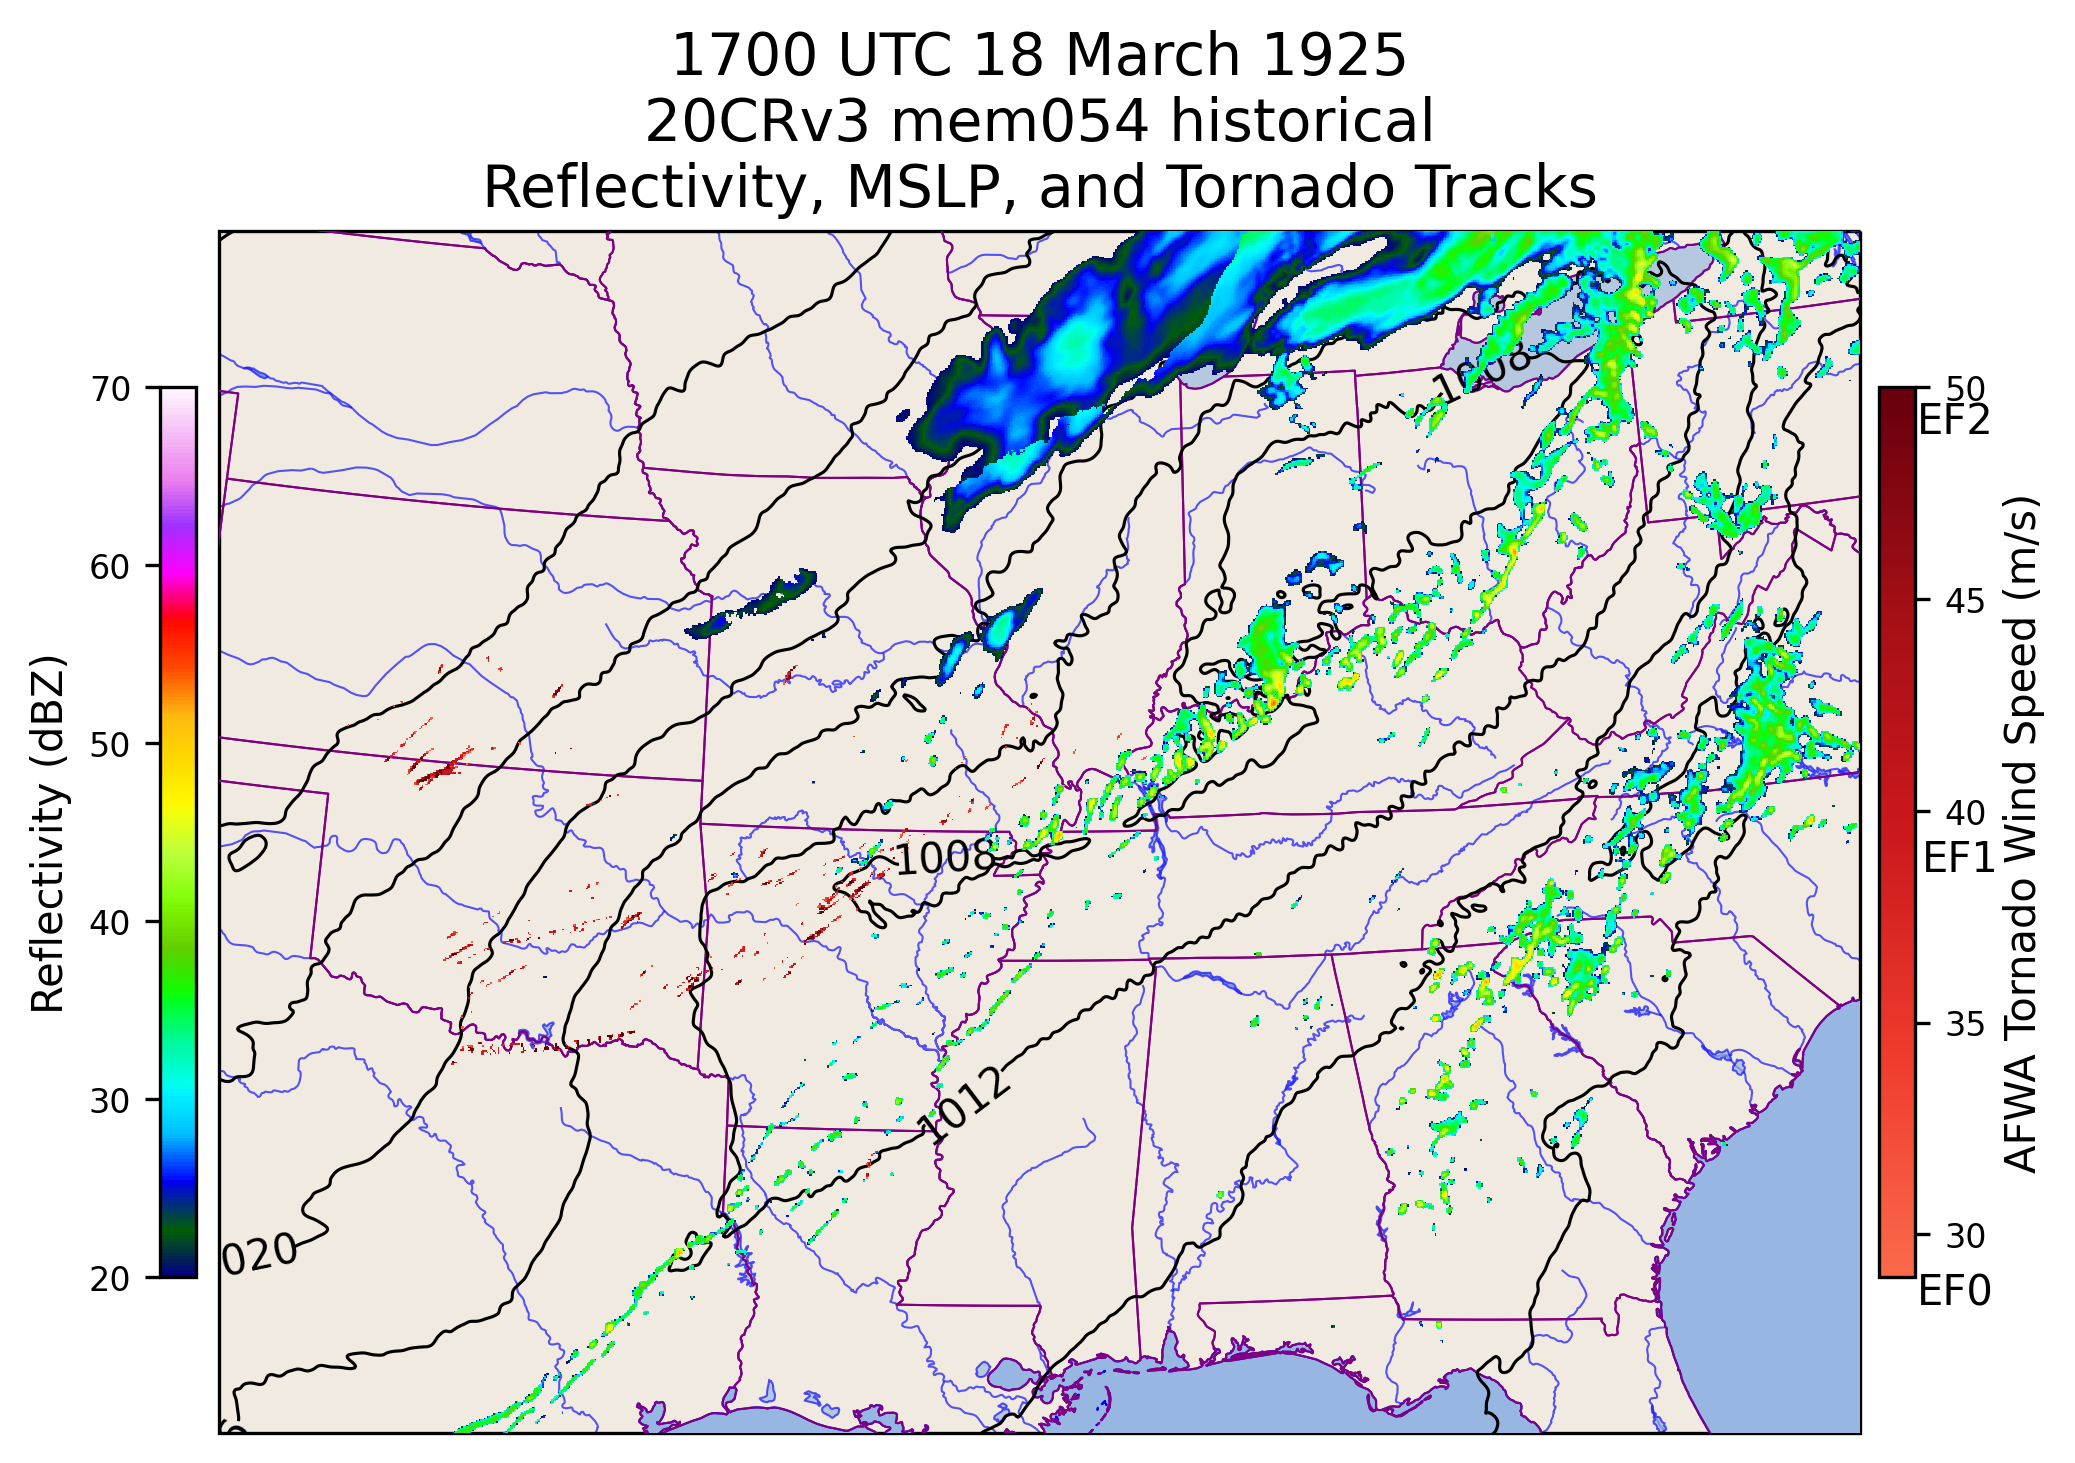 1700 UTC 18 March 1925
20CRv3 mem054 historical
Reflectivity, MSLP, and Tornado Tracks
70
60
50
40
30
20
Reflectivity (dBZ)
1008
1008
1012
020
50
EF2
45
40
EF1
35
30
EF0
AFWA Tornado Wind Speed (m/s)